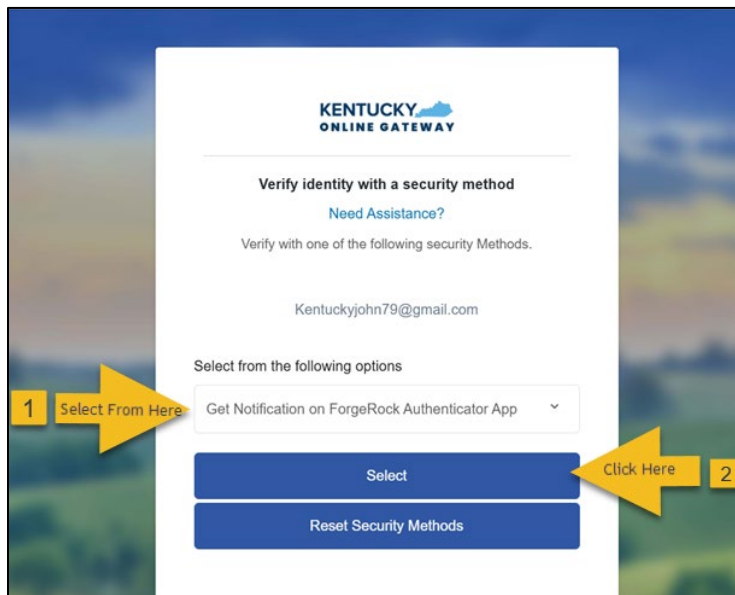 KENTUCKY
ONLINE GATEWAY
Verify identity with a security method
Need Assistance?
Verify with one of the following security Methods.
Kentuckyjohn79@gmail.com
Select from the following options
1 Select From Here
Get Notification on ForgeRock Authenticator App
Select
Click Here 2
Reset Security Methods